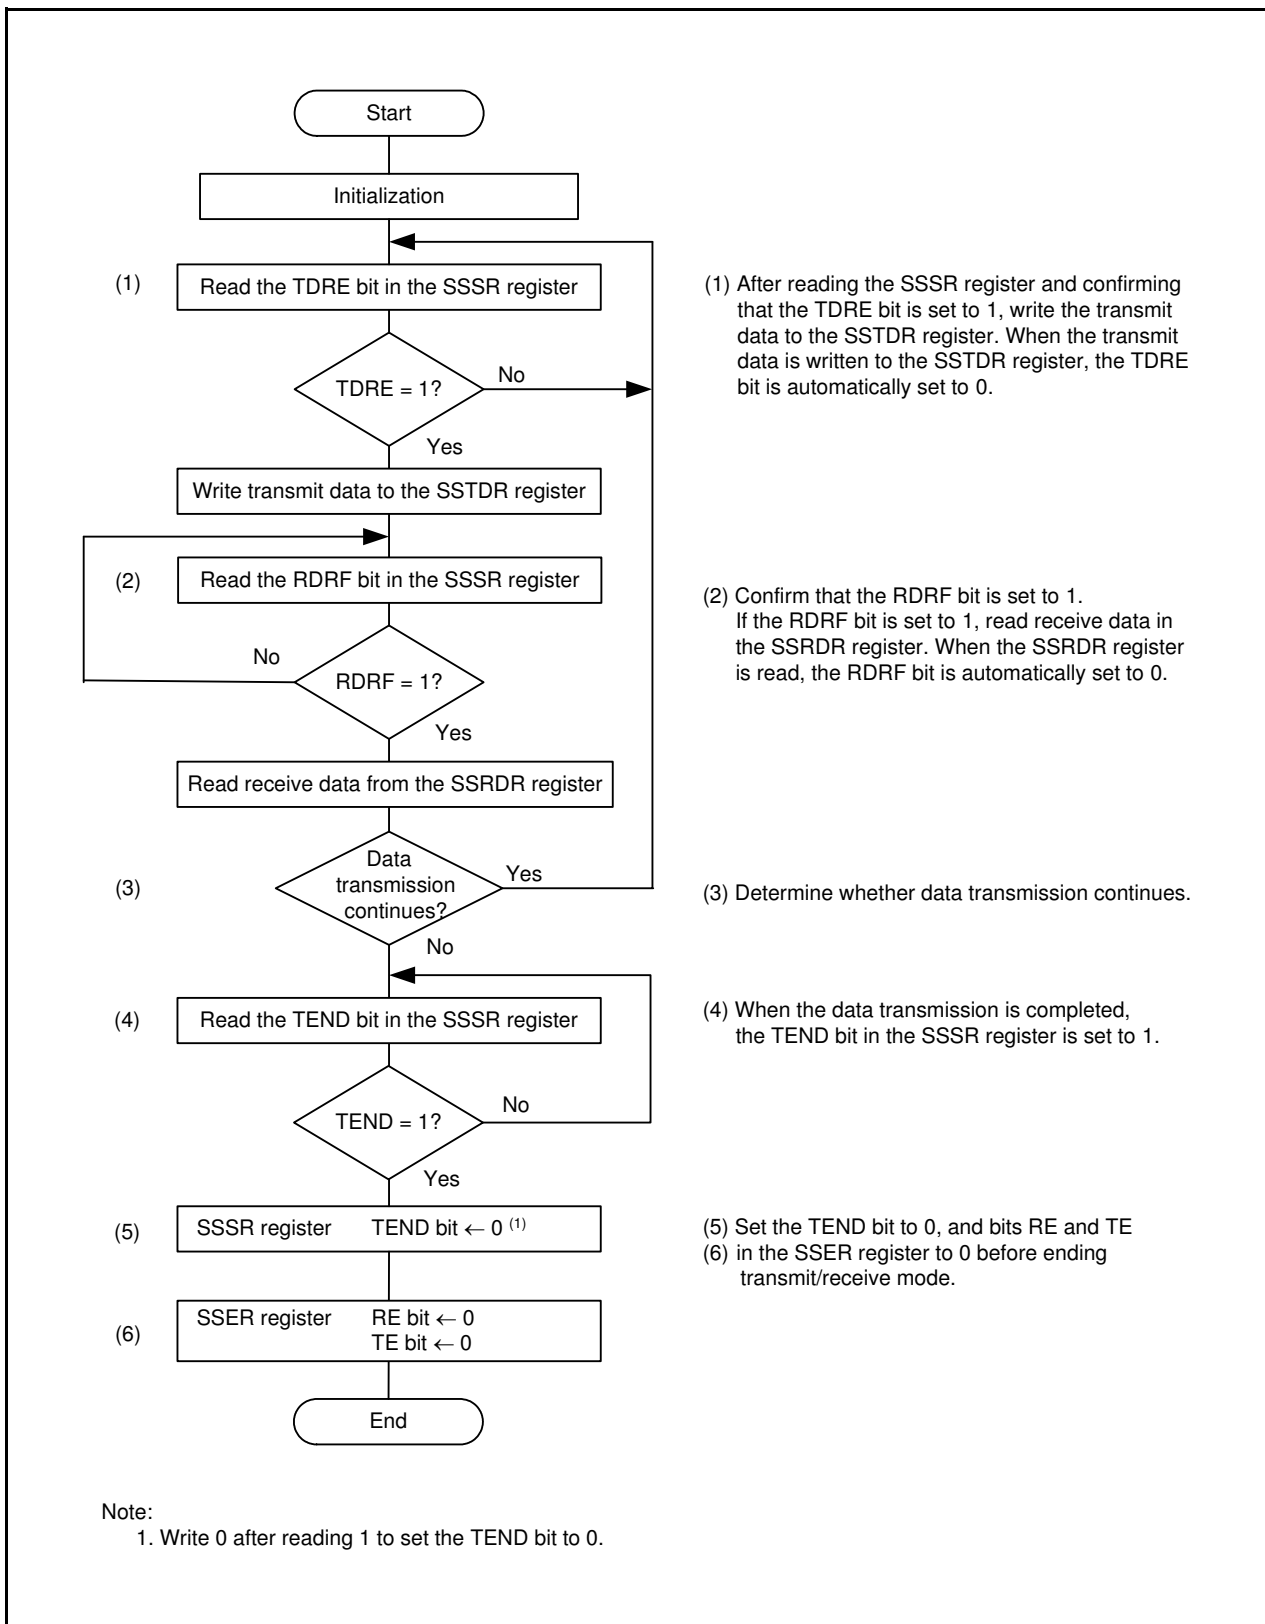 Start
Initialization
(1)
Read the TDRE bit in the SSSR register
TDRE = 1?
No
Yes
Write transmit data to the SSTDR register
(2)
Read the RDRF bit in the SSSR register
No
RDRF = 1?
Yes
Read receive data from the SSRDR register
(3)
Data
transmission
continues?
Yes
No
(4)
Read the TEND bit in the SSSR register
TEND = 1?
No
Yes
(5)
SSSR register TEND bit ← 0 (1)
(6)
SSER register RE bit ← 0
TE bit ← 0
End
(1) After reading the SSSR register and confirming
that the TDRE bit is set to 1, write the transmit
data to the SSTDR register. When the transmit
data is written to the SSTDR register, the TDRE
bit is automatically set to 0.
(2) Confirm that the RDRF bit is set to 1.
If the RDRF bit is set to 1, read receive data in
the SSRDR register. When the SSRDR register
is read, the RDRF bit is automatically set to 0.
(3) Determine whether data transmission continues.
(4) When the data transmission is completed,
the TEND bit in the SSSR register is set to 1.
(5) Set the TEND bit to 0, and bits RE and TE
(6) in the SSER register to 0 before ending
transmit/receive mode.
Note:
1. Write 0 after reading 1 to set the TEND bit to 0.